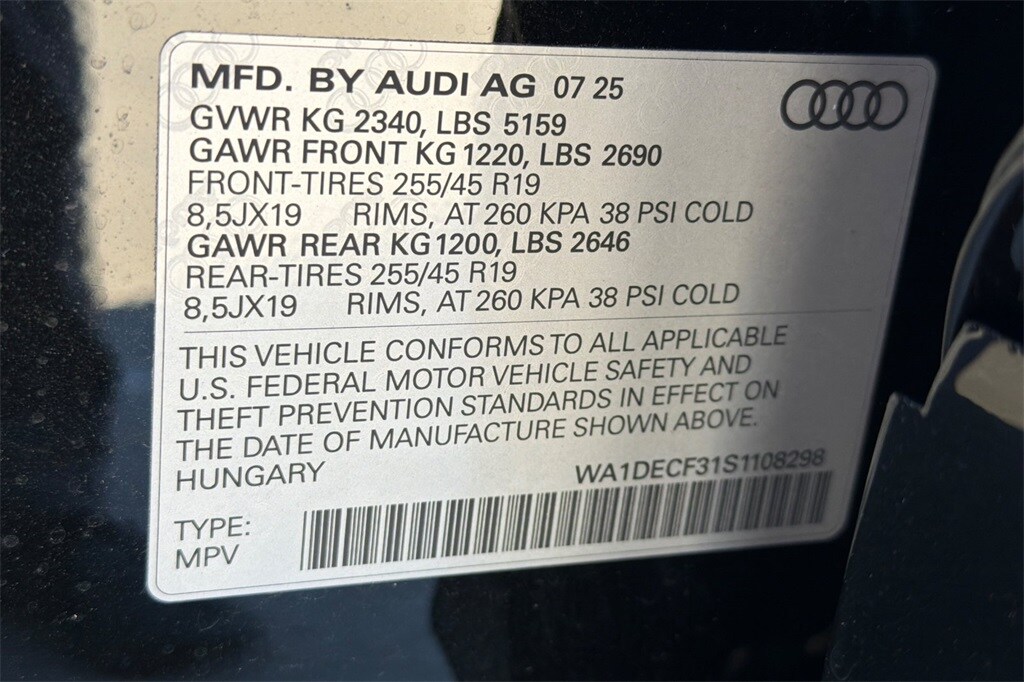 MFD. BY AUDI AG 07 25
GVWR KG 2340, LBS 5159
GAWR FRONT KG 1220, LBS 2690
FRONT-TIRES 255/45 R19
8,5JX19 RIMS, AT 260 KPA 38 PSI COLD
GAWR REAR KG 1200, LBS 2646
REAR-TIRES 255/45 R19
8,5JX19 RIMS, AT 260 KPA 38 PSI COLD
THIS VEHICLE CONFORMS TO ALL APPLICABLE
U.S. FEDERAL MOTOR VEHICLE SAFETY AND
THEFT PREVENTION STANDARDS IN EFFECT ON
THE DATE OF MANUFACTURE SHOWN ABOVE.
HUNGARY WA1DECF31S1108298
TYPE:
MPV